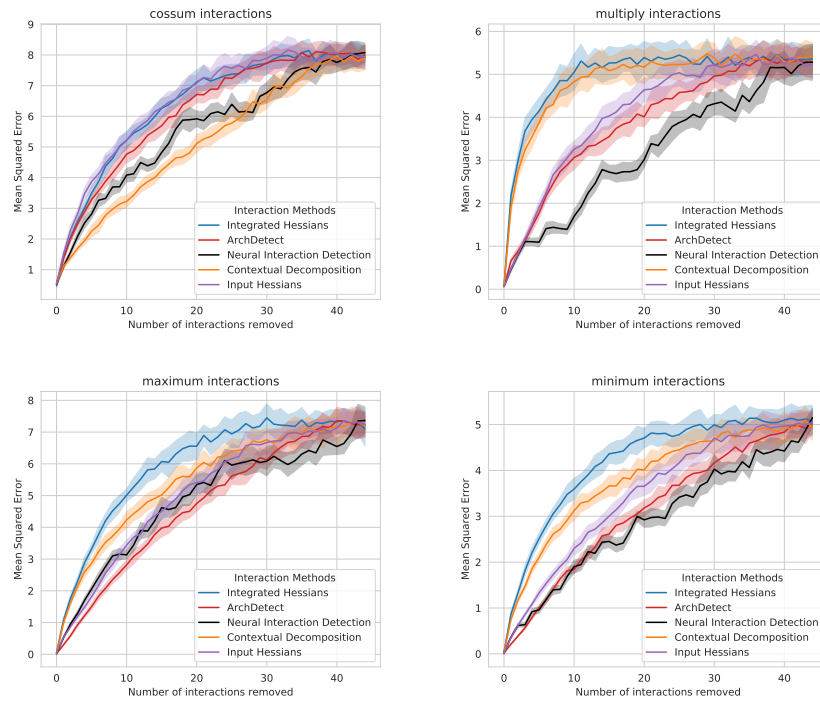 cossum interactions
Mean Squared Error
9
8
7
6
5
4
3
2
1
0 10 20 30 40
Number of interactions removed
Interaction Methods
Integrated Hessians
ArchDetect
Neural Interaction Detection
Contextual Decomposition
Input Hessians
multiply interactions
Mean Squared Error
6
5
4
3
2
1
0
0 10 20 30 40
Number of interactions removed
Interaction Methods
Integrated Hessians
ArchDetect
Neural Interaction Detection
Contextual Decomposition
Input Hessians
maximum interactions
Mean Squared Error
8
7
6
5
4
3
2
1
0
0 10 20 30 40
Number of interactions removed
Interaction Methods
Integrated Hessians
ArchDetect
Neural Interaction Detection
Contextual Decomposition
Input Hessians
minimum interactions
Mean Squared Error
5
4
3
2
1
0
0 10 20 30 40
Number of interactions removed
Interaction Methods
Integrated Hessians
ArchDetect
Neural Interaction Detection
Contextual Decomposition
Input Hessians